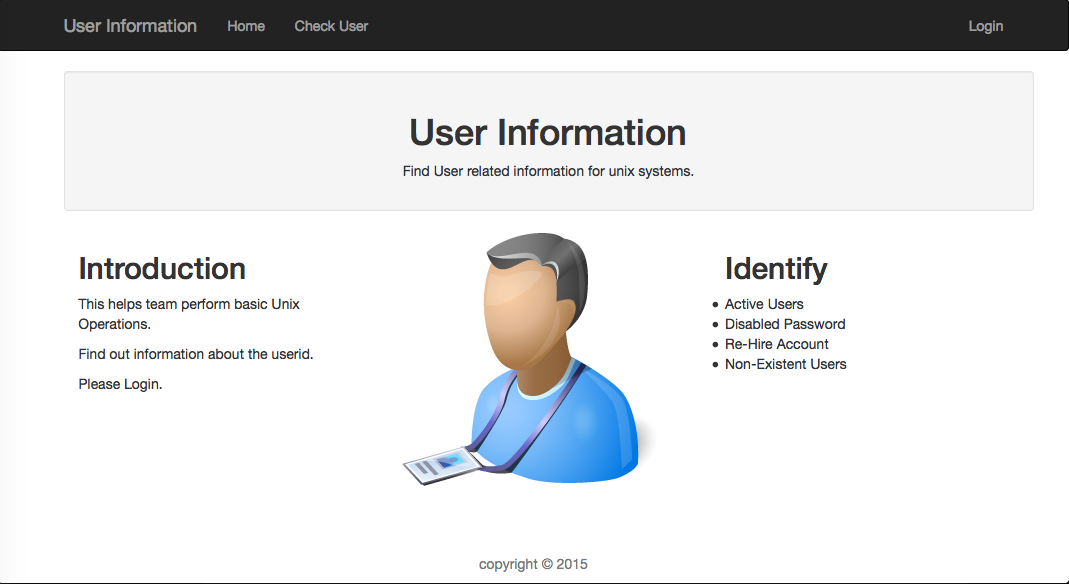 User Information Home Check User Login
User Information
Find User related information for unix systems.
Introduction
This helps team perform basic Unix
Operations.
Find out information about the userid.
Please Login.
Identify
Active Users
Disabled Password
Re-Hire Account
Non-Existent Users
copyright © 2015